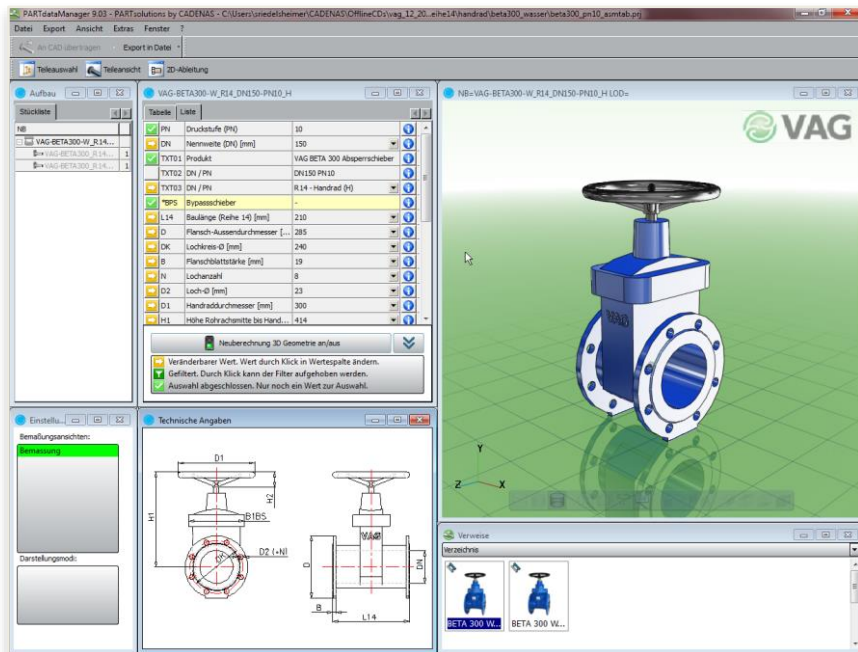 PARTdataManager 9.03 - PARTsolutions by CADENAS - C:\Users\sriedelsheimer\CADENAS\OfflineCDs\vag_12_20...eihe14\handrad\beta300_wasser\beta300_pn10_asmtab.prj
Datei Export Ansicht Extras Fenster ?
An CAD übertragen Export in Datei
Teileauswahl Teileansicht 2D-Ableitung
Aufbau
Stückliste
NB
VAG-BETA300-W_R14...
VAG-BETA300_R14... 1
VAG-BETA300_R14... 1
VAG-BETA300-W_R14_DN150-PN10_H
Tabelle Liste
PN Druckstufe (PN) 10
DN Nennweite (DN) [mm] 150
TXT01 Produkt VAG BETA 300 Absperrschieber
TXT02 DN / PN DN150 PN10
TXT03 DN / PN R14 - Handrad (H)
*BPS Bypassschieber -
L14 Baulänge (Reihe 14) [mm] 210
D Flansch-Aussendurchmesser [... 285
DK Lochkreis-Ø [mm] 240
B Flanschblattstärke [mm] 19
N Lochanzahl 8
D2 Loch-Ø [mm] 23
D1 Handraddurchmesser [mm] 300
H1 Höhe Rohrachsmitte bis Hand... 414
Neuberechnung 3D Geometrie an/aus
Veränderbarer Wert. Wert durch Klick in Wertespalte ändern.
Gefiltert. Durch Klick kann der Filter aufgehoben werden.
Auswahl abgeschlossen. Nur noch ein Wert zur Auswahl.
NB=VAG-BETA300-W_R14_DN150-PN10_H LOD=
VAG
VAG
Y
Z X
Einstellu...
Bemaßungsansichten:
Bemassung
Darstellungsmodi:
Technische Angaben
D1
H1
H2
B1BS
VAG
D2 (*N)
DK
D
DN
B
L14
Verweise
Verzeichnis
BETA 300 W... BETA 300 W...